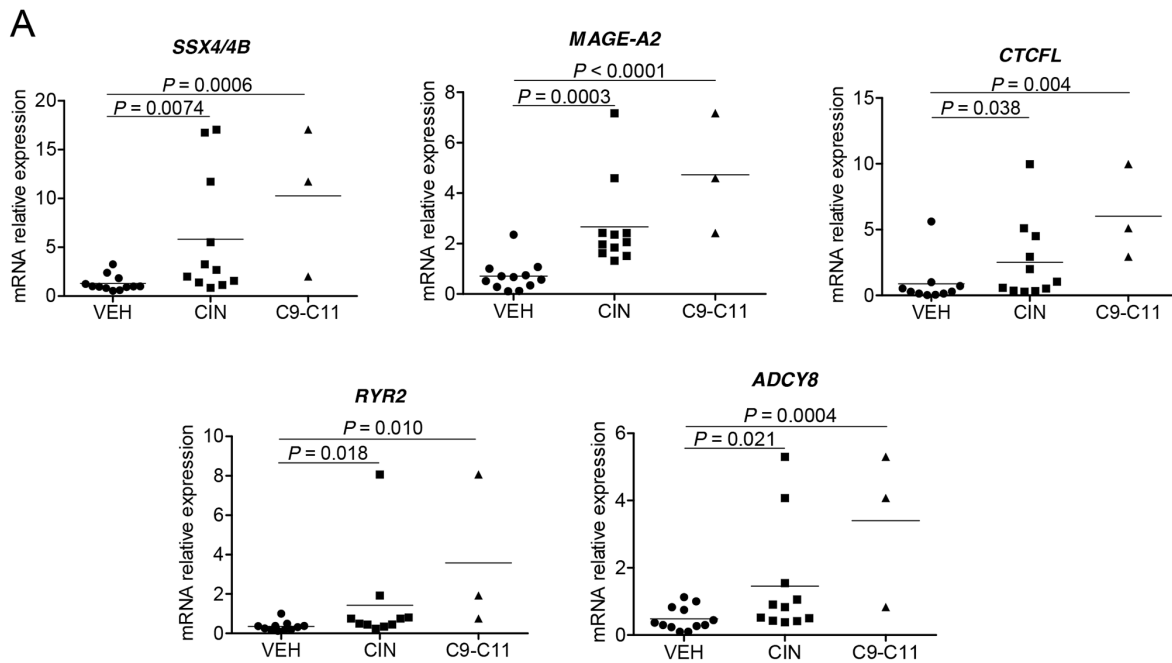 A
SSX4/4B
P = 0.0006
P = 0.0074
mRNA relative expression
20
15
10
5
0
VEH CIN C9-C11
MAGE-A2
P < 0.0001
P = 0.0003
mRNA relative expression
8
6
4
2
0
VEH CIN C9-C11
CTCFL
P = 0.004
P = 0.038
mRNA relative expression
15
10
5
0
VEH CIN C9-C11
RYR2
P = 0.010
P = 0.018
mRNA relative expression
10
8
6
4
2
0
VEH CIN C9-C11
ADCY8
P = 0.0004
P = 0.021
mRNA relative expression
6
4
2
0
VEH CIN C9-C11